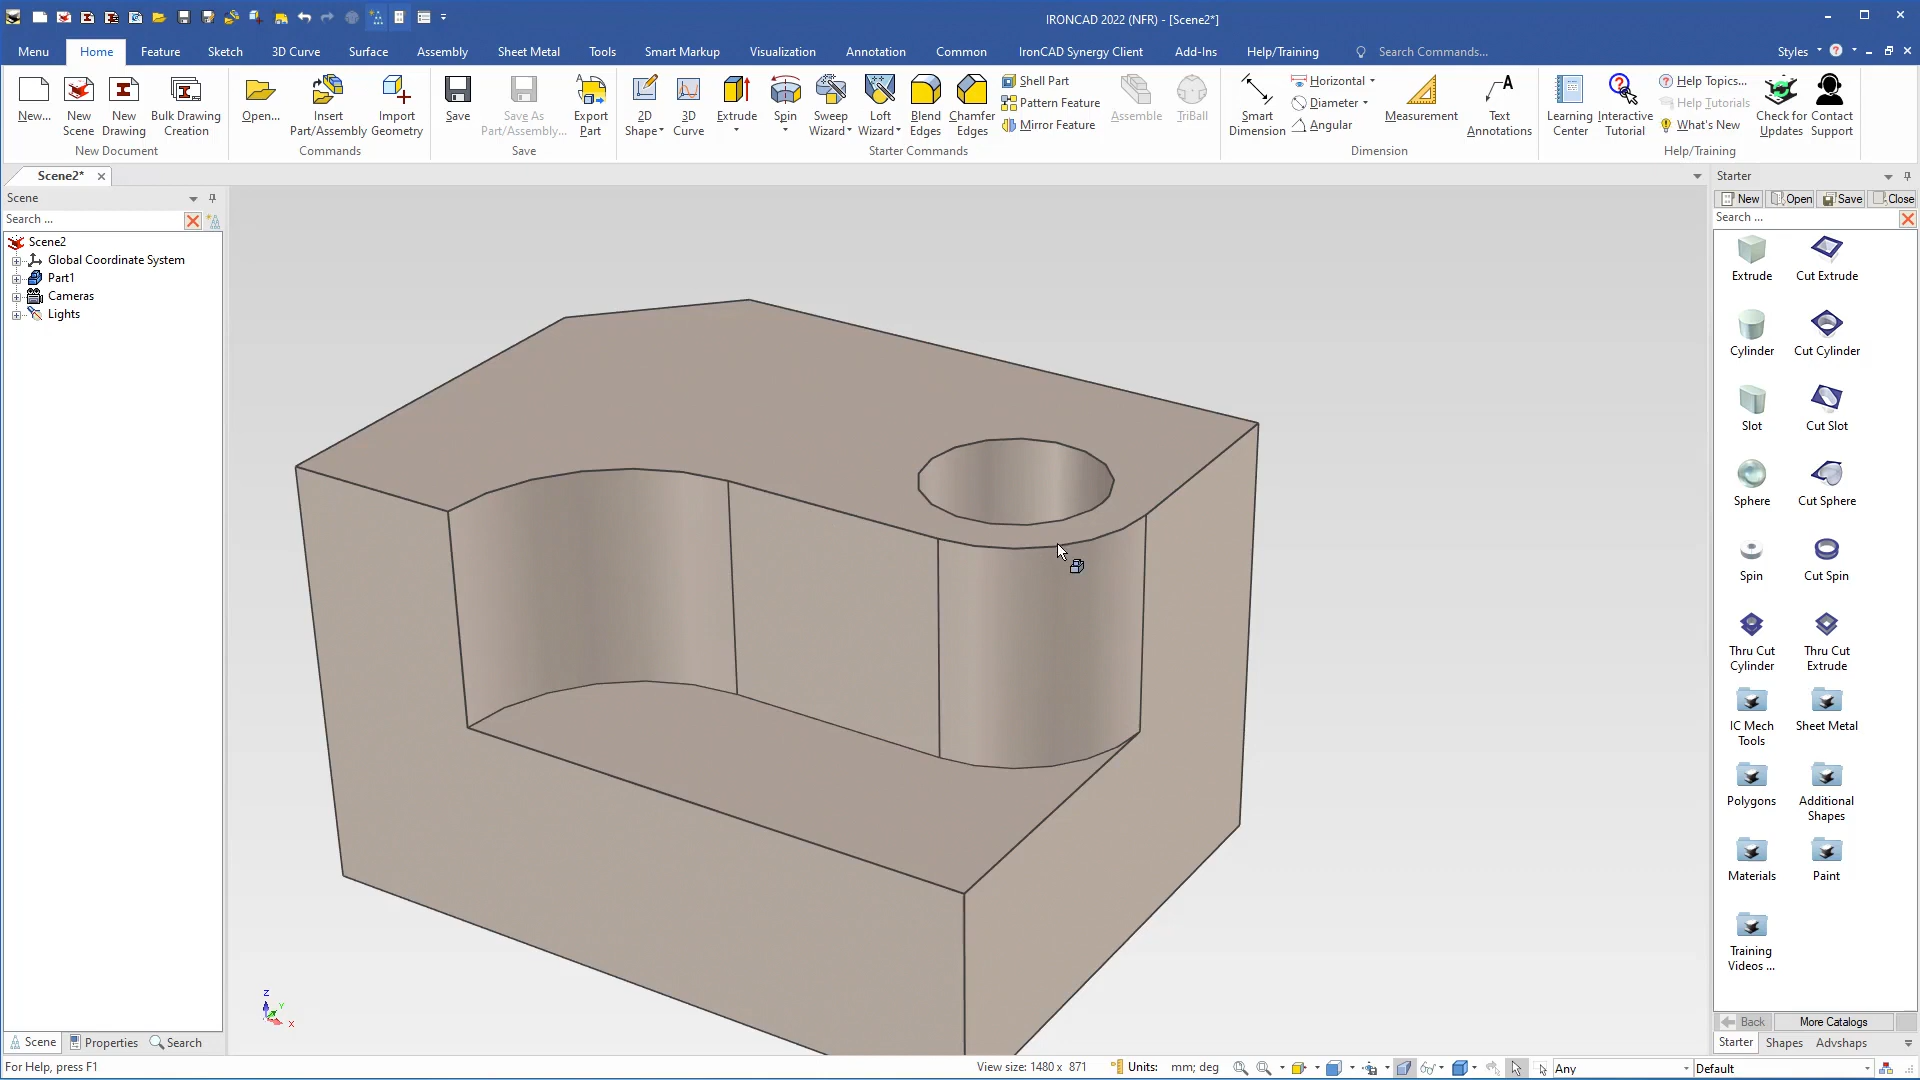 IRONCAD 2022 (NFR) - [Scene2*]
Menu Home Feature Sketch 3D Curve Surface Assembly Sheet Metal Tools Smart Markup Visualization Annotation Common IronCAD Synergy Client Add-Ins Help/Training Search Commands... Styles
New... New Scene New Drawing Bulk Drawing Creation
New Document
Open... Insert Part/Assembly Import Geometry
Commands
Save Save As Part/Assembly... Export Part
Save
2D Shape 3D Curve Extrude Spin Sweep Wizard Loft Wizard Blend Edges Chamfer Edges
Shell Part
Pattern Feature
Mirror Feature
Assemble TriBall
Starter Commands
Smart Dimension
Horizontal
Diameter
Angular
Measurement Text Annotations
Dimension
Learning Center Interactive Tutorial
Help Topics...
Help Tutorials
What's New
Check for Updates Contact Support
Help/Training
Scene2*
Scene
Search ...
Scene2
Global Coordinate System
Part1
Cameras
Lights
Z
Y
X
Scene Properties Search
Starter
New Open Save Close
Search ...
Extrude Cut Extrude
Cylinder Cut Cylinder
Slot Cut Slot
Sphere Cut Sphere
Spin Cut Spin
Thru Cut Cylinder Thru Cut Extrude
IC Mech Tools Sheet Metal
Polygons Additional Shapes
Materials Paint
Training Videos ...
Back More Catalogs
Starter Shapes Advshaps
For Help, press F1 View size: 1480 x 871 Units: mm; deg Any Default